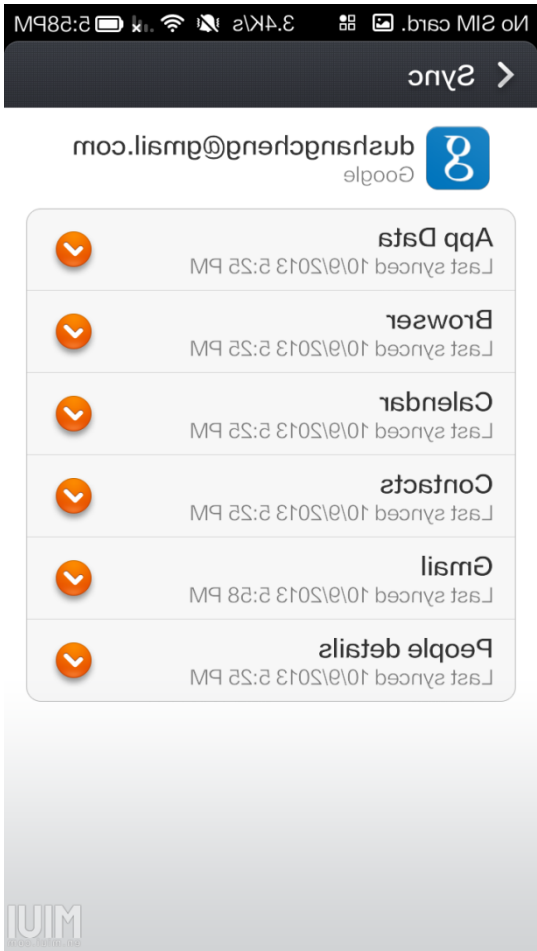 No SIM card. 3.4K/s 5:58PM
Sync
dushangcheng@gmail.com
Google
App Data
Last synced 10/9/2013 5:25 PM
Browser
Last synced 10/9/2013 5:25 PM
Calendar
Last synced 10/9/2013 5:25 PM
Contacts
Last synced 10/9/2013 5:25 PM
Gmail
Last synced 10/9/2013 5:58 PM
People details
Last synced 10/9/2013 5:25 PM
MIUI